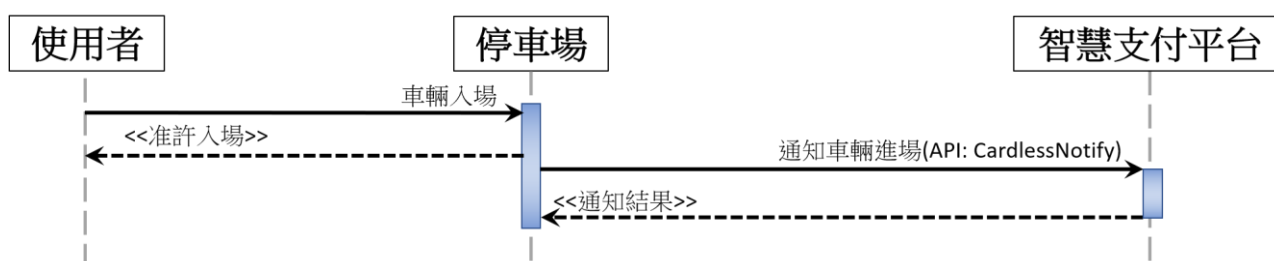 使用者
停車場
智慧支付平台
車輛入場
<<准許入場>>
通知車輛進場(API: CardlessNotify)
<<通知結果>>